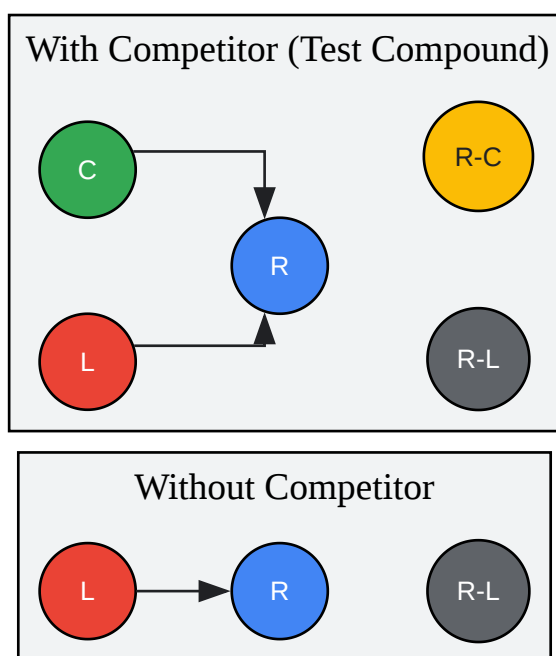 With Competitor (Test Compound)
C
R-C
R
L
R-L
Without Competitor
L
R
R-L